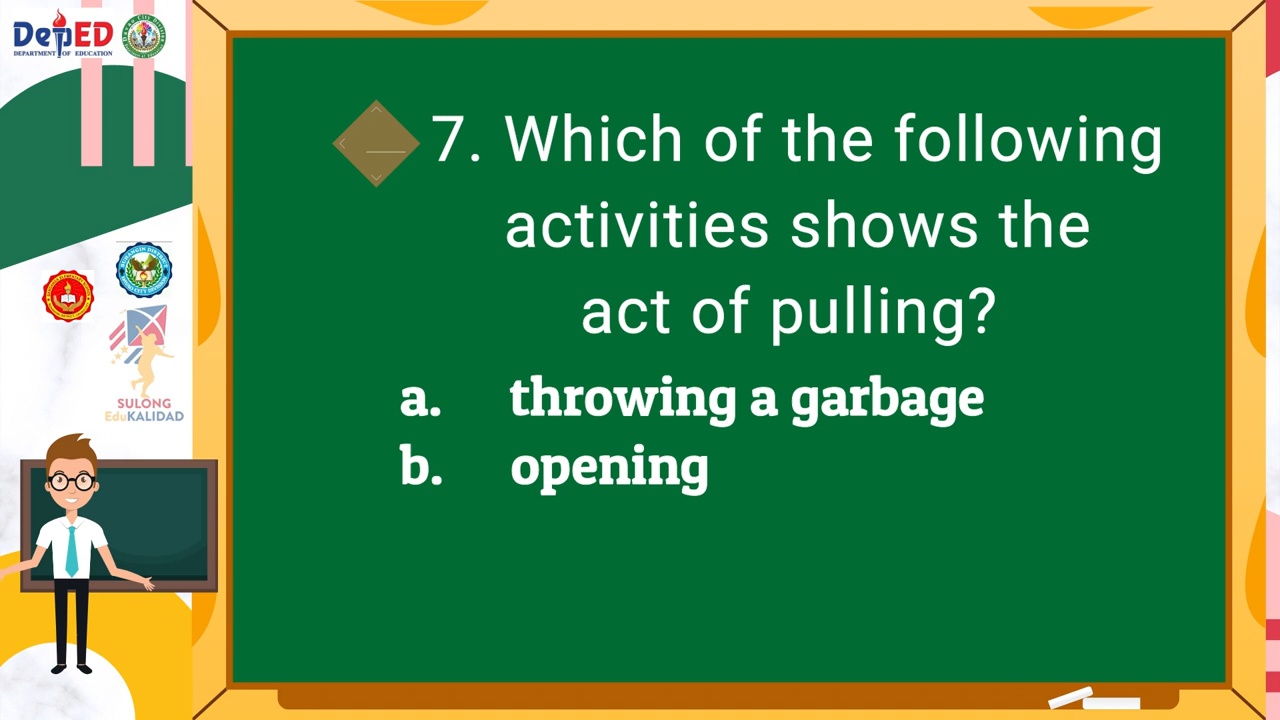 DepED
DEPARTMENT OF EDUCATION
7. Which of the following
activities shows the
act of pulling?
a. throwing a garbage
b. opening
SULONG
EduKALIDAD